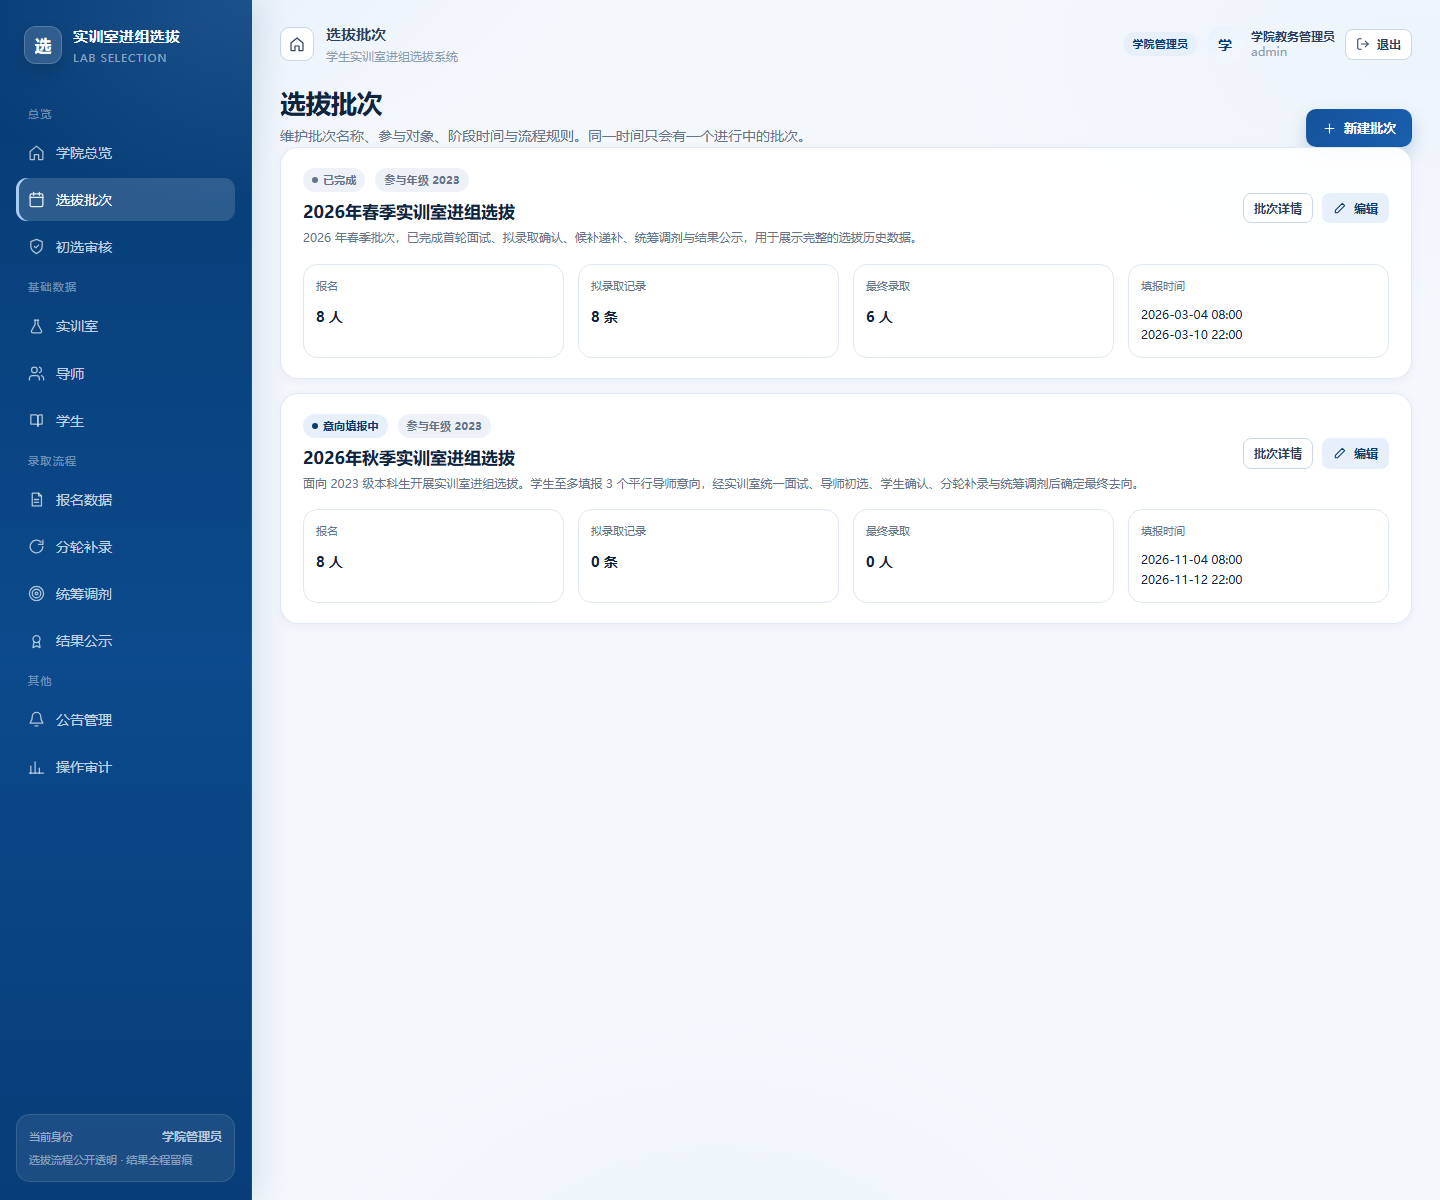 选
实训室进组选拔
LAB SELECTION
总览
学院总览
选拔批次
初选审核
基础数据
实训室
导师
学生
录取流程
报名数据
分轮补录
统筹调剂
结果公示
其他
公告管理
操作审计
当前身份 学院管理员
选拔流程公开透明 · 结果全程留痕
选拔批次
学生实训室进组选拔系统
学院管理员
学
学院教务管理员
admin
退出
选拔批次
维护批次名称、参与对象、阶段时间与流程规则。同一时间只会有一个进行中的批次。
新建批次
已完成 参与年级 2023
2026年春季实训室进组选拔
2026 年春季批次，已完成首轮面试、拟录取确认、候补递补、统筹调剂与结果公示，用于展示完整的选拔历史数据。
批次详情 编辑
报名
8 人
拟录取记录
8 条
最终录取
6 人
填报时间
2026-03-04 08:00
2026-03-10 22:00
意向填报中 参与年级 2023
2026年秋季实训室进组选拔
面向 2023 级本科生开展实训室进组选拔。学生至多填报 3 个平行导师意向，经实训室统一面试、导师初选、学生确认、分轮补录与统筹调剂后确定最终去向。
批次详情 编辑
报名
8 人
拟录取记录
0 条
最终录取
0 人
填报时间
2026-11-04 08:00
2026-11-12 22:00